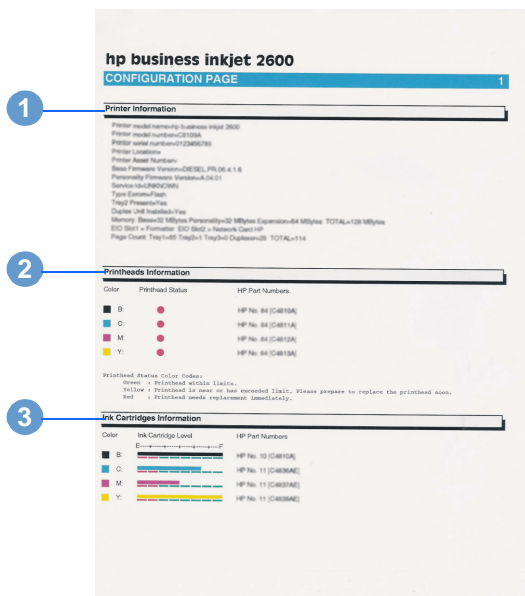 hp business inkjet 2600
CONFIGURATION PAGE 1
1
Printer Information
Printer model name=hp business inkjet 2600
Printer model number=C8109A
Printer serial number=0123456789
Printer Location=
Printer Asset Number=
Base Firmware Version=DIESEL,PR.06.4.1.6
Personality Firmware Version=A.04.01
Service Id=UNKNOWN
Type Eerom=Flash
Tray2 Present=Yes
Duplex Unit Installed=Yes
Memory: Base=32 MBytes Personality=32 MBytes Expansion=64 MBytes TOTAL=128 MBytes
EIO Slot1 = Formatter EIO Slot2 = Network Card HP
Page Count: Tray1=85 Tray2=1 Tray3=0 Duplexer=28 TOTAL=114
2
Printheads Information
Color Printhead Status HP Part Numbers
B: HP No. 84 [C4810A]
C: HP No. 84 [C4811A]
M: HP No. 84 [C4812A]
Y: HP No. 84 [C4813A]
Printhead Status Color Codes:
Green : Printhead within limits.
Yellow : Printhead is near or has exceeded limit. Please prepare to replace the printhead soon.
Red : Printhead needs replacement immediately.
3
Ink Cartridges Information
Color Ink Cartridge Level HP Part Numbers
E----+----+----+----+----F
B: HP No. 10 [C4810A]
C: HP No. 11 [C4836AE]
M: HP No. 11 [C4837AE]
Y: HP No. 11 [C4838AE]